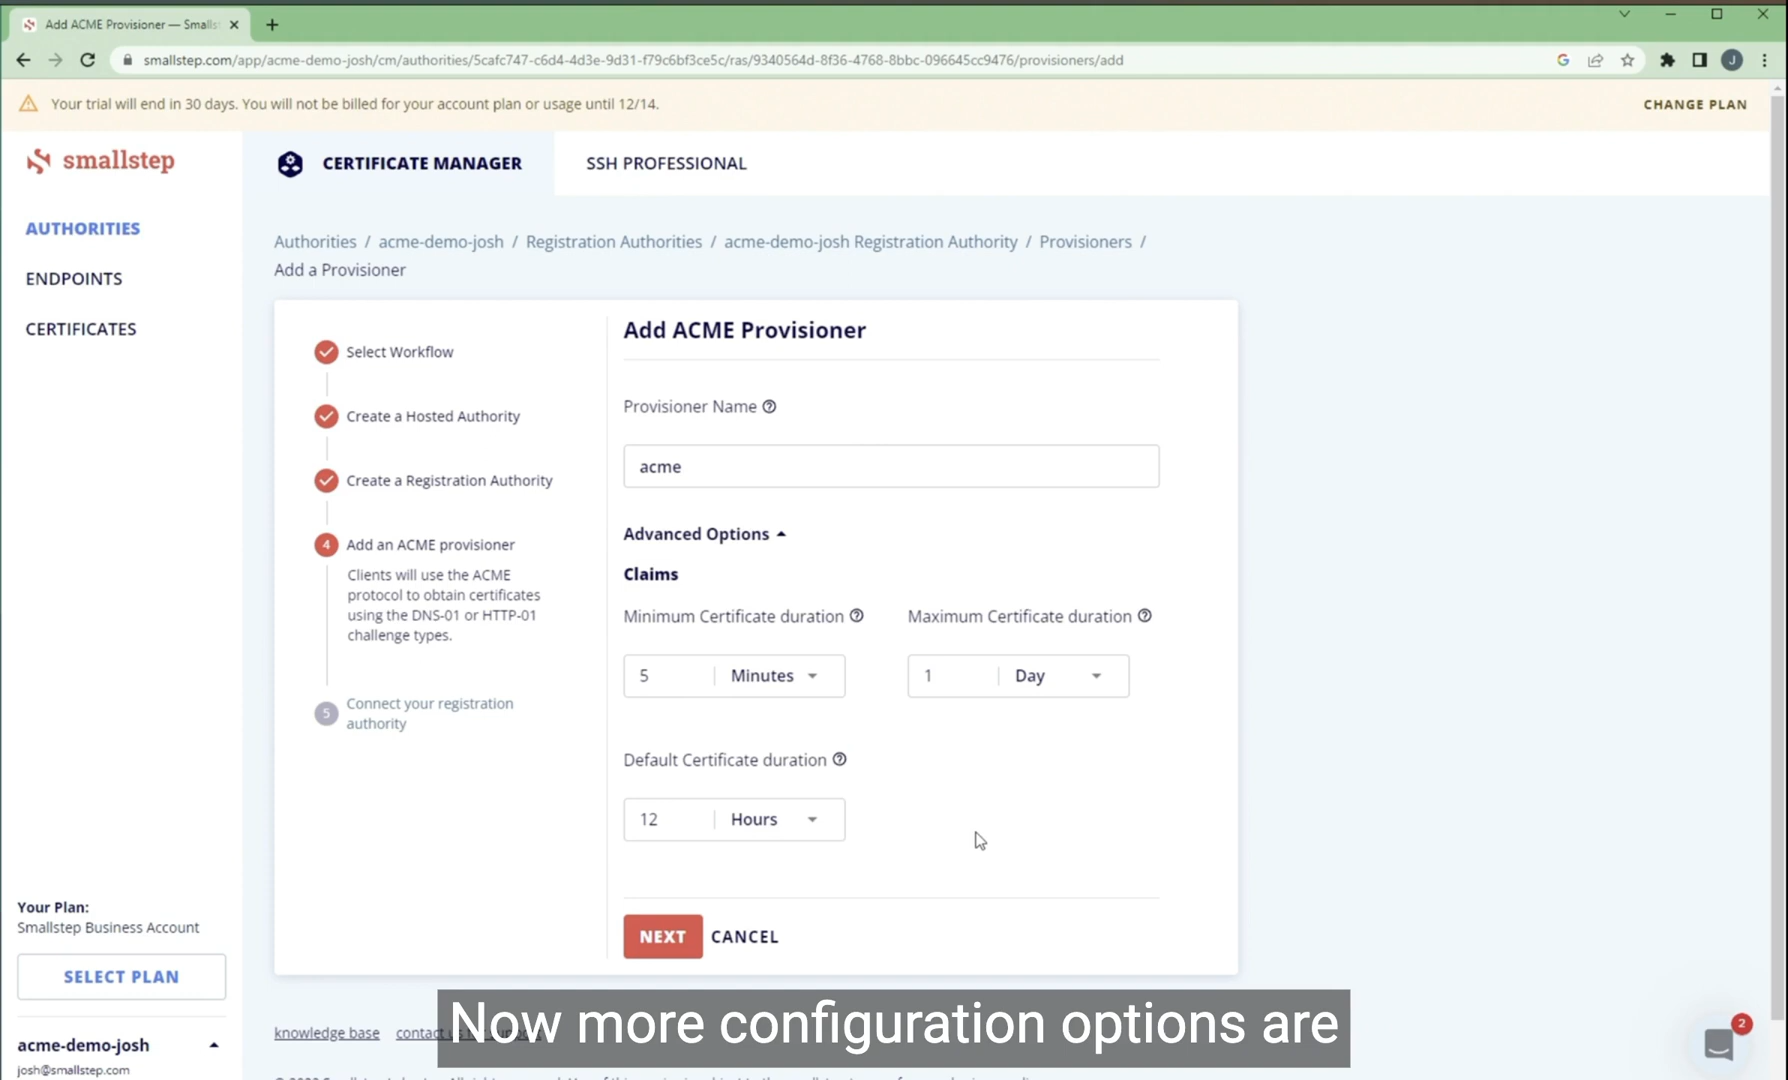 Add ACME Provisioner — Smalls
smallstep.com/app/acme-demo-josh/cm/authorities/5cafc747-c6d4-4d3e-9d31-f79c6bf3ce5c/ras/9340564d-8f36-4768-8bbc-096645cc9476/provisioners/add
J
Your trial will end in 30 days. You will not be billed for your account plan or usage until 12/14.
CHANGE PLAN
smallstep
CERTIFICATE MANAGER
SSH PROFESSIONAL
AUTHORITIES
ENDPOINTS
CERTIFICATES
Authorities / acme-demo-josh / Registration Authorities / acme-demo-josh Registration Authority / Provisioners /
Add a Provisioner
Select Workflow
Create a Hosted Authority
Create a Registration Authority
4 Add an ACME provisioner
Clients will use the ACME
protocol to obtain certificates
using the DNS-01 or HTTP-01
challenge types.
5 Connect your registration
authority
Add ACME Provisioner
Provisioner Name
acme
Advanced Options
Claims
Minimum Certificate duration
Maximum Certificate duration
5 Minutes
1 Day
Default Certificate duration
12 Hours
NEXT CANCEL
Your Plan:
Smallstep Business Account
SELECT PLAN
acme-demo-josh
josh@smallstep.com
knowledge base
contact
Now more configuration options are
2